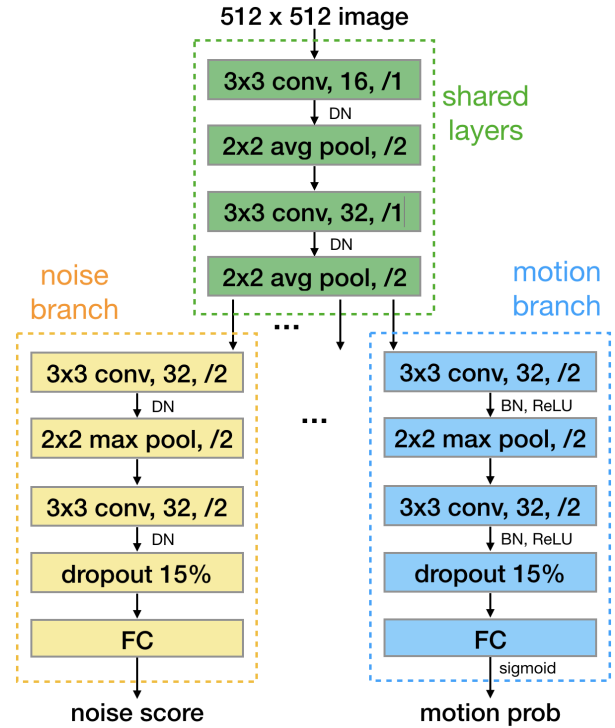 512 x 512 image
shared
layers
3x3 conv, 16, /1
DN
2x2 avg pool, /2
3x3 conv, 32, /1
DN
2x2 avg pool, /2
...
...
noise
branch
3x3 conv, 32, /2
DN
2x2 max pool, /2
3x3 conv, 32, /2
DN
dropout 15%
FC
noise score
motion
branch
3x3 conv, 32, /2
BN, ReLU
2x2 max pool, /2
3x3 conv, 32, /2
BN, ReLU
dropout 15%
FC
sigmoid
motion prob